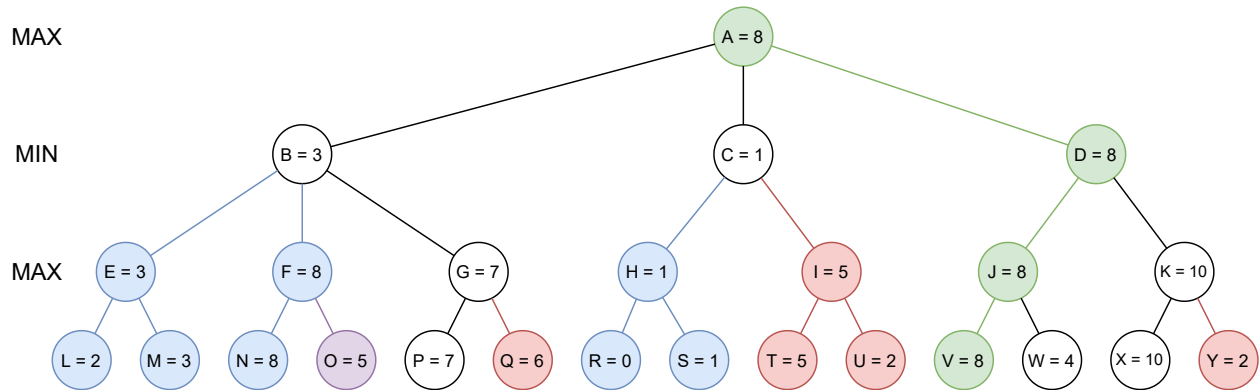 MAX
A = 8
MIN
B = 3
C = 1
D = 8
MAX
E = 3
F = 8
G = 7
H = 1
I = 5
J = 8
K = 10
L = 2
M = 3
N = 8
O = 5
P = 7
Q = 6
R = 0
S = 1
T = 5
U = 2
V = 8
W = 4
X = 10
Y = 2